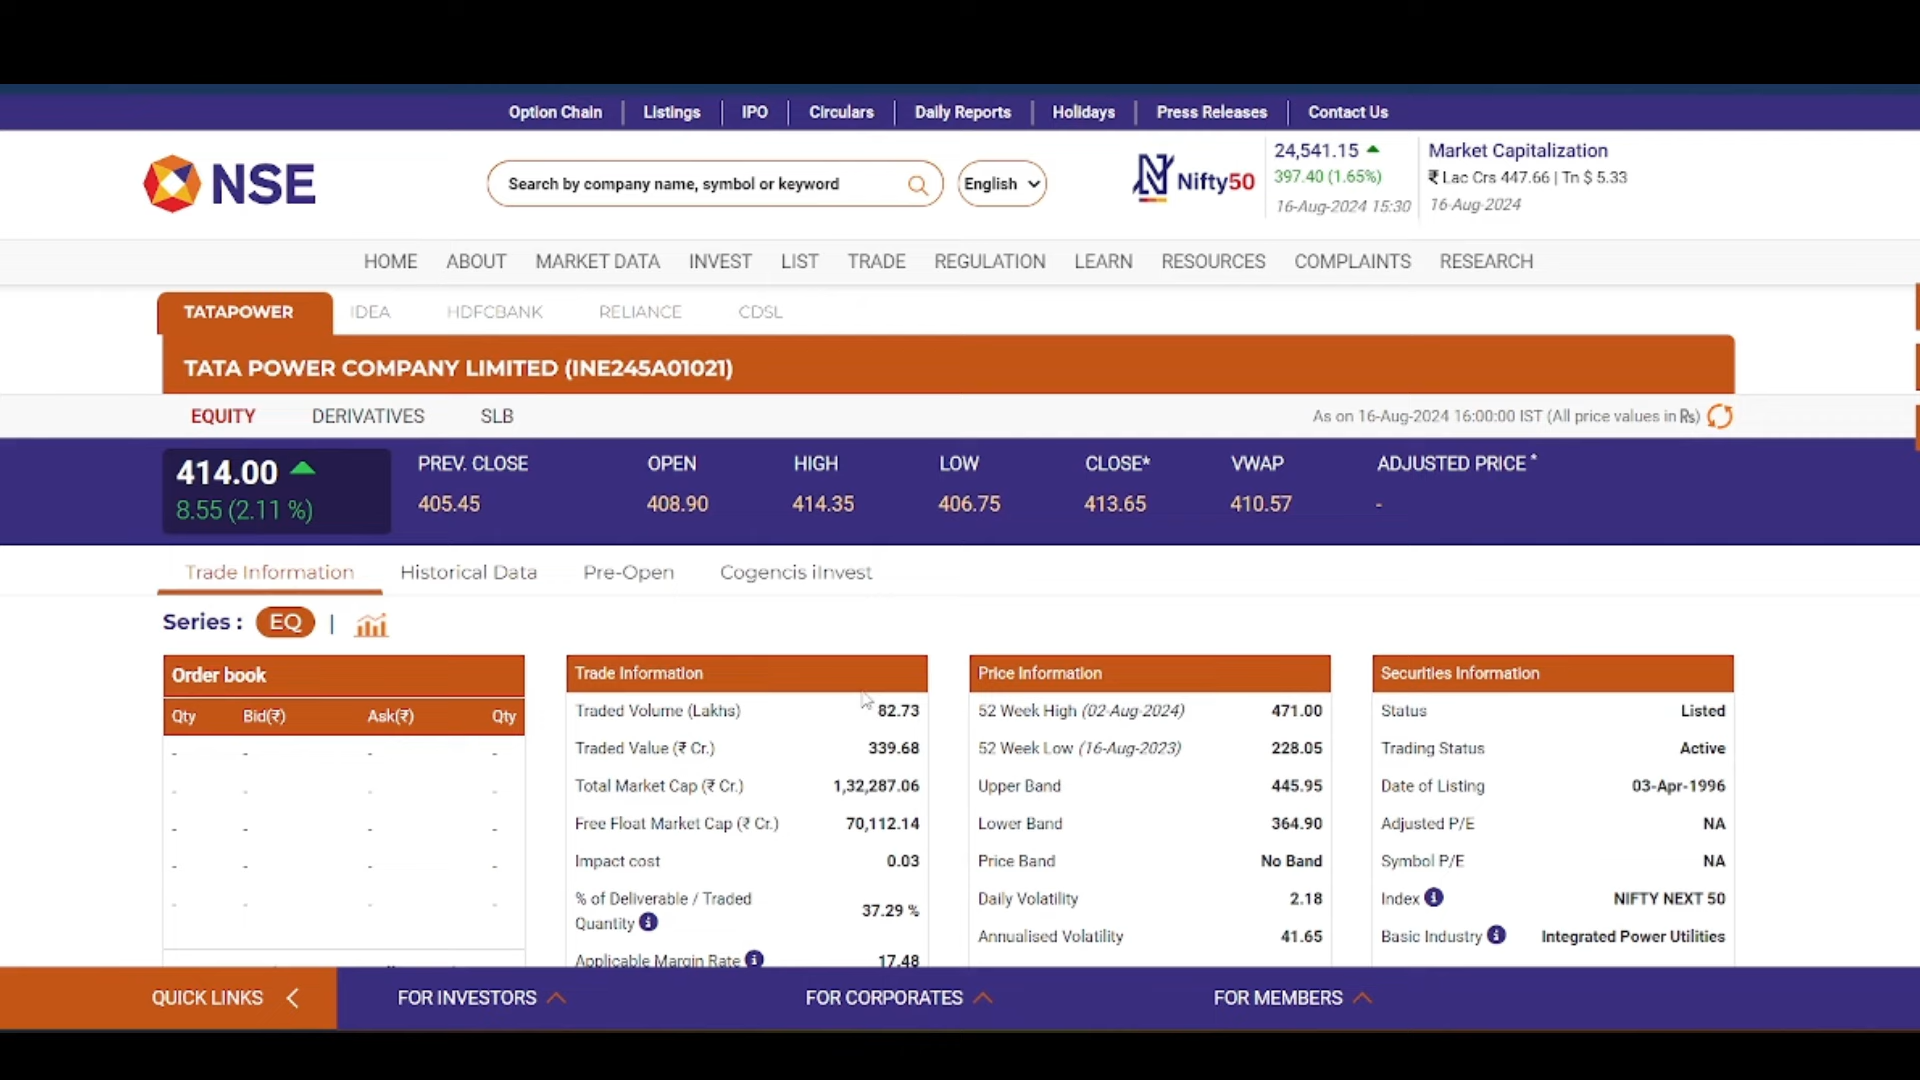 Option Chain | Listings | IPO | Circulars | Daily Reports | Holidays | Press Releases | Contact Us
NSE
Search by company name, symbol or keyword
English
Nifty50
24,541.15
397.40 (1.65%)
16-Aug-2024 15:30
Market Capitalization
₹ Lac Crs 447.66 | Tn $ 5.33
16-Aug-2024
HOME ABOUT MARKET DATA INVEST LIST TRADE REGULATION LEARN RESOURCES COMPLAINTS RESEARCH
TATAPOWER IDEA HDFCBANK RELIANCE CDSL
TATA POWER COMPANY LIMITED (INE245A01021)
EQUITY DERIVATIVES SLB
As on 16-Aug-2024 16:00:00 IST (All price values in ₨)
414.00
8.55 (2.11 %)
PREV. CLOSE OPEN HIGH LOW CLOSE* VWAP ADJUSTED PRICE *
405.45 408.90 414.35 406.75 413.65 410.57 -
Trade Information Historical Data Pre-Open Cogencis iInvest
Series : EQ |
Order book
Qty Bid(₹) Ask(₹) Qty
- - - -
- - - -
- - - -
- - - -
- - - -
Trade Information
Traded Volume (Lakhs) 82.73
Traded Value (₹ Cr.) 339.68
Total Market Cap (₹ Cr.) 1,32,287.06
Free Float Market Cap (₹ Cr.) 70,112.14
Impact cost 0.03
% of Deliverable / Traded
Quantity 37.29 %
Applicable Margin Rate 17.48
Price Information
52 Week High (02-Aug-2024) 471.00
52 Week Low (16-Aug-2023) 228.05
Upper Band 445.95
Lower Band 364.90
Price Band No Band
Daily Volatility 2.18
Annualised Volatility 41.65
Securities Information
Status Listed
Trading Status Active
Date of Listing 03-Apr-1996
Adjusted P/E NA
Symbol P/E NA
Index NIFTY NEXT 50
Basic Industry Integrated Power Utilities
QUICK LINKS FOR INVESTORS FOR CORPORATES FOR MEMBERS